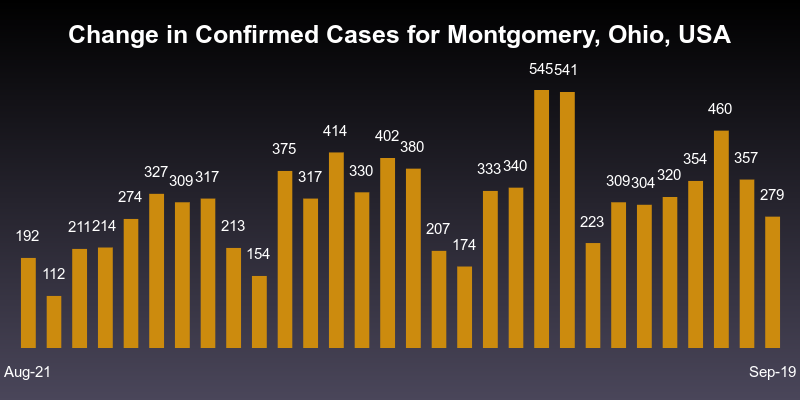 Change in Confirmed Cases for Montgomery, Ohio, USA
192 112 211 214 274 327 309 317 213 154 375 317 414 330 402 380 207 174 333 340 545 541 223 309 304 320 354 460 357 279
Aug-21 Sep-19